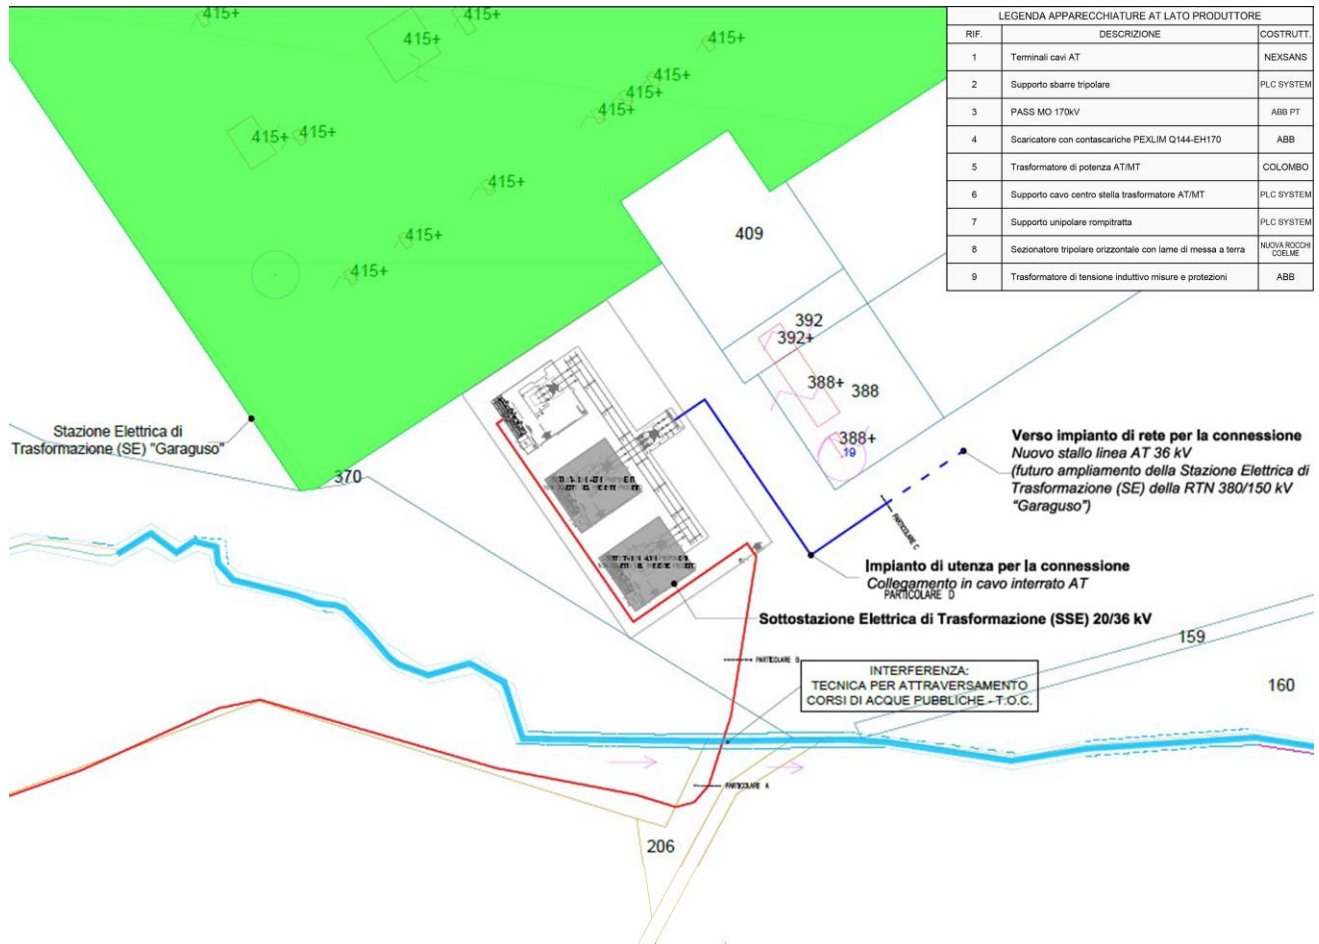 LEGENDA APPARECCHIATURE AT LATO PRODUTTORE
RIF. DESCRIZIONE COSTRUTT.
1 Terminali cavi AT NEXSANS
2 Supporto sbarre tripolare PLC SYSTEM
3 PASS MO 170kV ABB PT
4 Scaricatore con contascariche PEXLIM Q144-EH170 ABB
5 Trasformatore di potenza AT/MT COLOMBO
6 Supporto cavo centro stella trasformatore AT/MT PLC SYSTEM
7 Supporto unipolare rompitratta PLC SYSTEM
8 Sezionatore tripolare orizzontale con lame di messa a terra NUOVA ROCCHI COELME
9 Trasformatore di tensione induttivo misure e protezioni ABB
415+
415+
415+
415+
415+
415+
415+
415+
415+
415+
415+
415+
409
392
392+
388+ 388
388+
19
Stazione Elettrica di
Trasformazione (SE) "Garaguso"
370
Verso impianto di rete per la connessione
Nuovo stallo linea AT 36 kV
(futuro ampliamento della Stazione Elettrica di
Trasformazione (SE) della RTN 380/150 kV
“Garaguso”)
PARTICOLARE C
Impianto di utenza per la connessione
Collegamento in cavo interrato AT
PARTICOLARE D
Sottostazione Elettrica di Trasformazione (SSE) 20/36 kV
159
PARTICOLARE B
INTERFERENZA:
TECNICA PER ATTRAVERSAMENTO
CORSI DI ACQUE PUBBLICHE - T.O.C.
160
PARTICOLARE A
206